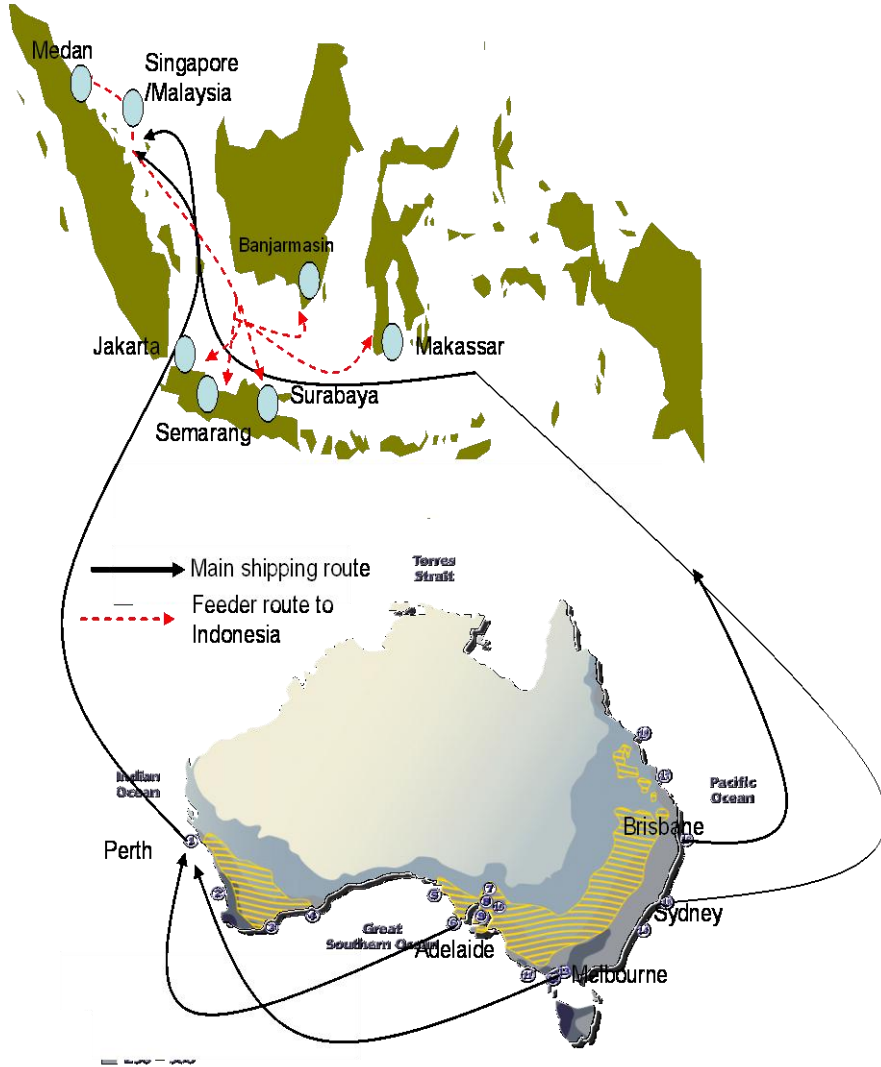 Medan
Singapore
/Malaysia
Banjarmasin
Jakarta
Makassar
Surabaya
Semarang
Main shipping route
Feeder route to
Indonesia
Torres
Strait
Indian
Ocean
Pacific
Ocean
Perth
Brisbane
Sydney
Great
Southern Ocean
Adelaide
Melbourne